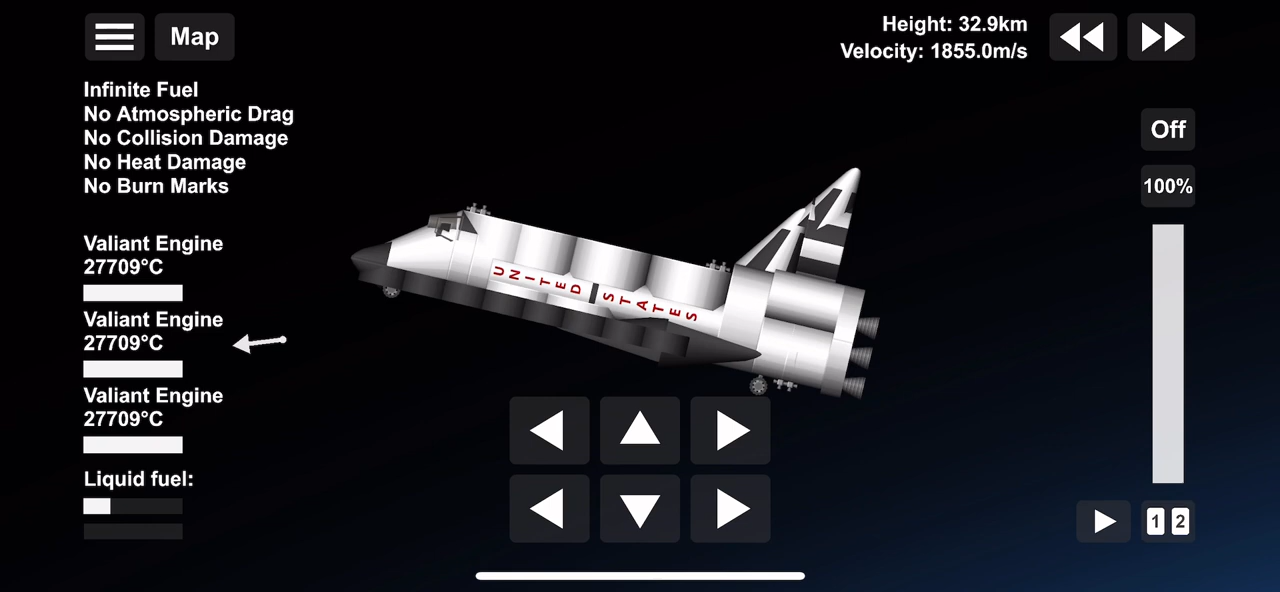 Map
Height: 32.9km
Velocity: 1855.0m/s
Infinite Fuel
No Atmospheric Drag
No Collision Damage
No Heat Damage
No Burn Marks
Off
100%
Valiant Engine
27709°C
Valiant Engine
27709°C
Valiant Engine
27709°C
UNITED STATES
Liquid fuel:
1 2